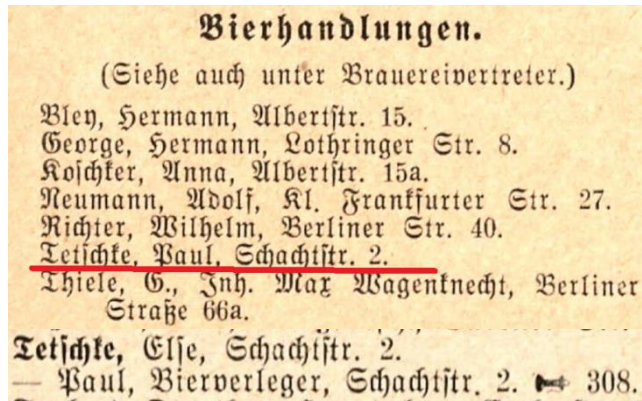 Bierhandlungen.
(Siehe auch unter Brauereivertreter.)
Bley, Hermann, Albertstr. 15.
George, Hermann, Lothringer Str. 8.
Koschker, Anna, Albertstr. 15a.
Neumann, Adolf, Kl. Frankfurter Str. 27.
Richter, Wilhelm, Berliner Str. 40.
Tetschke, Paul, Schachtstr. 2.
Thiele, G., Inh. Max Wagenknecht, Berliner
Straße 66a.
Tetschke, Else, Schachtstr. 2.
— Paul, Bierverleger, Schachtstr. 2. 308.